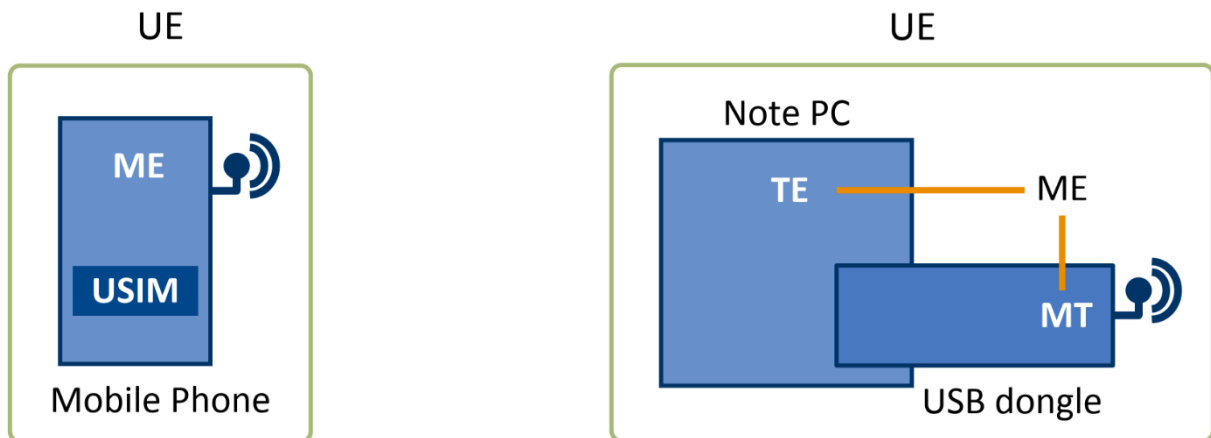 UE
ME
USIM
Mobile Phone
UE
Note PC
TE
ME
MT
USB dongle